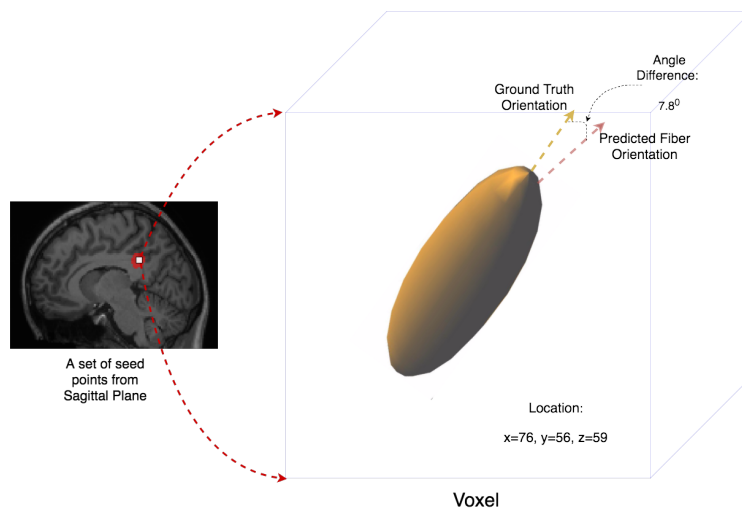 Angle
Difference:
7.8⁰
Ground Truth
Orientation
Predicted Fiber
Orientation
A set of seed
points from
Sagittal Plane
Location:
x=76, y=56, z=59
Voxel